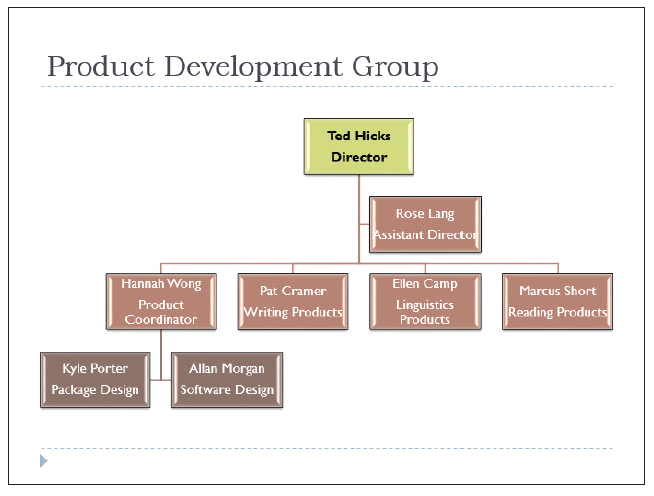 Product Development Group
Ted Hicks
Director
Rose Lang
Assistant Director
Hannah Wong
Product
Coordinator
Pat Cramer
Writing Products
Ellen Camp
Linguistics
Products
Marcus Short
Reading Products
Kyle Porter
Package Design
Allan Morgan
Software Design